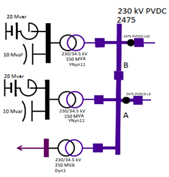 230 kV PVDC
2475
20 Mvar
10 Mvar
230/34.5 kV
150 MVA
YNyn11
B
20 Mvar
10 Mvar
230/34.5 kV
150 MVA
YNyn11
A
230/34.5 kV
250 MVA
Dyn1